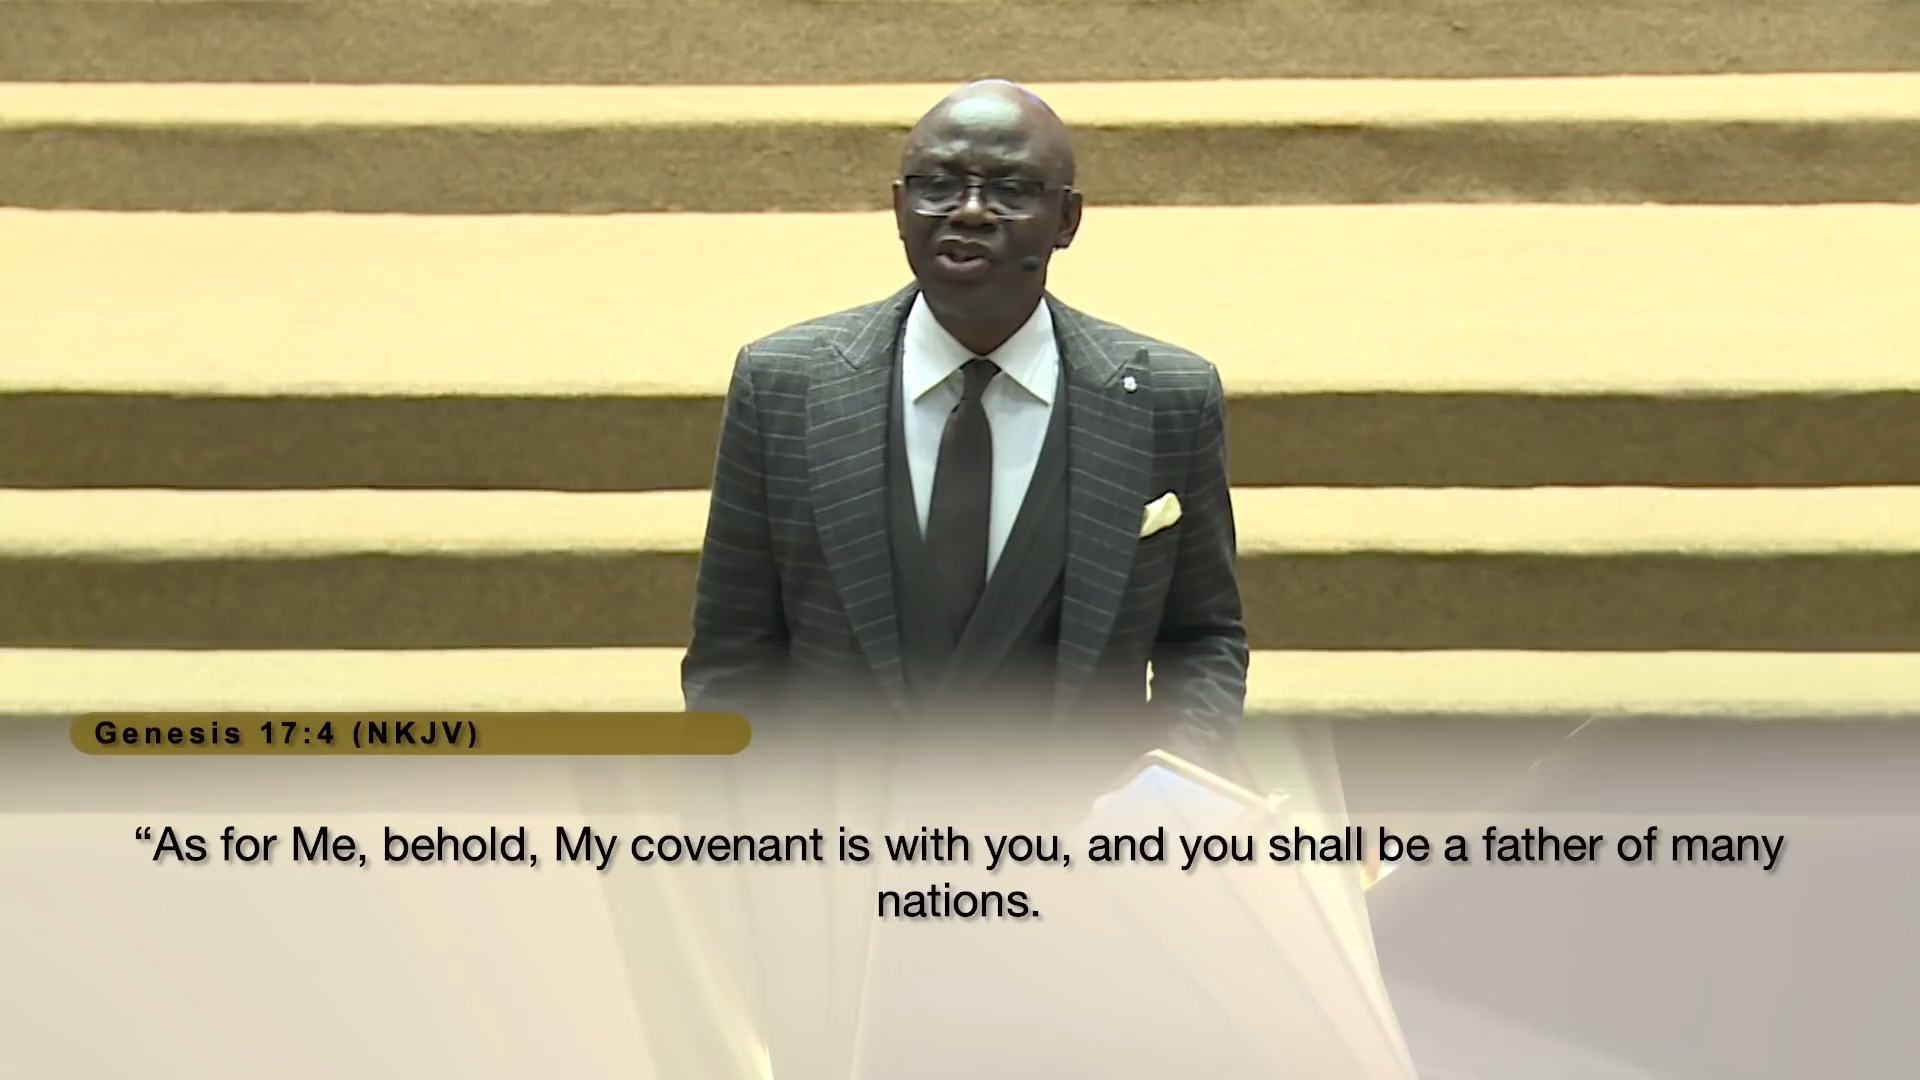 Genesis 17:4 (NKJV)
“As for Me, behold, My covenant is with you, and you shall be a father of many
nations.